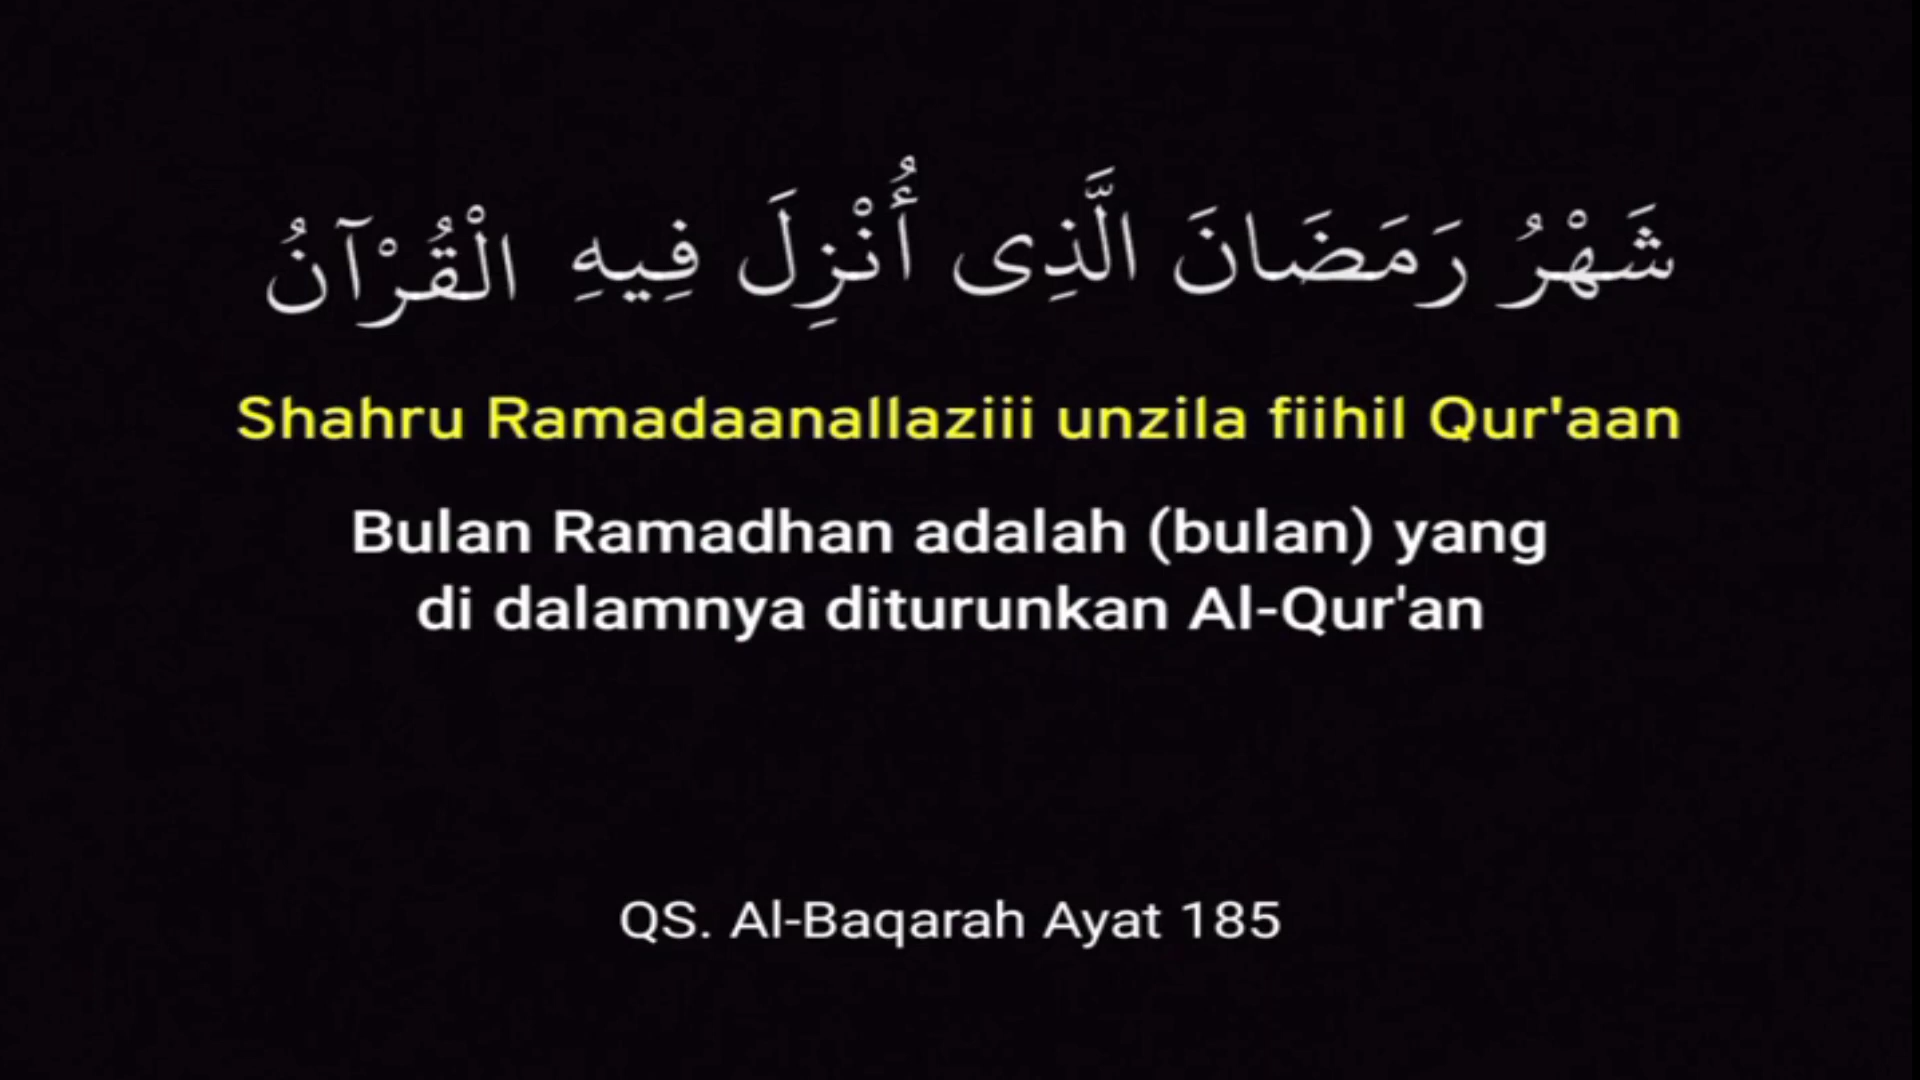 شَهْرُ رَمَضَانَ الَّذِى أُنْزِلَ فِيهِ الْقُرْآنُ
Shahru Ramadaanallaziii unzila fiihil Qur'aan
Bulan Ramadhan adalah (bulan) yang
di dalamnya diturunkan Al-Qur'an
QS. Al-Baqarah Ayat 185